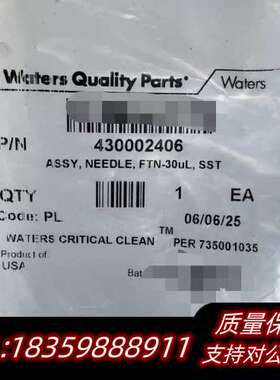 Waters Quality Parts
Waters
P/N
430002406
ASSY, NEEDLE, FTN-30uL, SST
QTY 1 EA
Code: PL 06/06/25
WATERS CRITICAL CLEAN ™ PER 735001035
Product of
USA
Bat
质量保障
:18359888911
支持对公